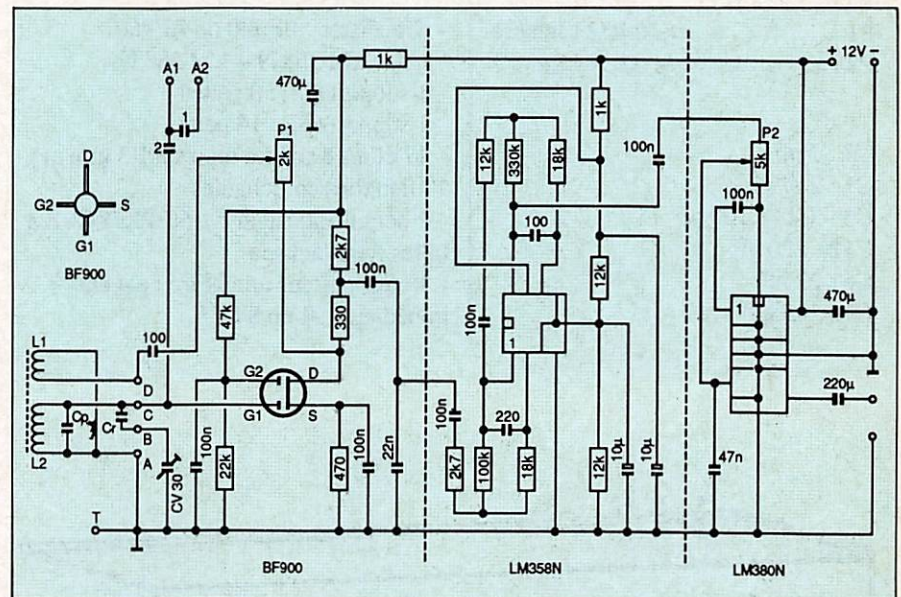 A1 A2
1
2
470µ
1k
+ 12V −
P1
2k
D
G2
S
G1
BF900
2k7
100n
330
47k
100
L1
L2
Cp
Cr
D
C
B
A
CV 30
100n
22k
G2
G1
D
S
470
100n
22n
T
BF900
12k
330k
18k
100
100n
1
100n
2k7
100k
220
18k
1k
12k
12k
10µ
10µ
LM358N
100n
P2
5k
100n
1
47n
470µ
220µ
LM380N